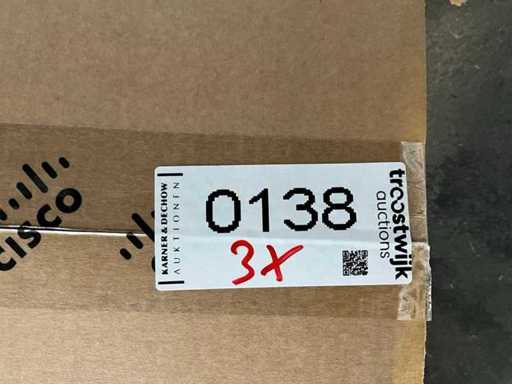 CISCO
KARNER & DECHOW
AUKTIONEN
0138
3X
troostwijk
auctions